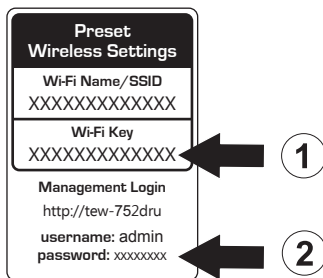 Preset
Wireless Settings
Wi-Fi Name/SSID
XXXXXXXXXXXXX
Wi-Fi Key
XXXXXXXXXXXXX
1
Management Login
http://tew-752dru
username: admin
password: xxxxxxxx
2